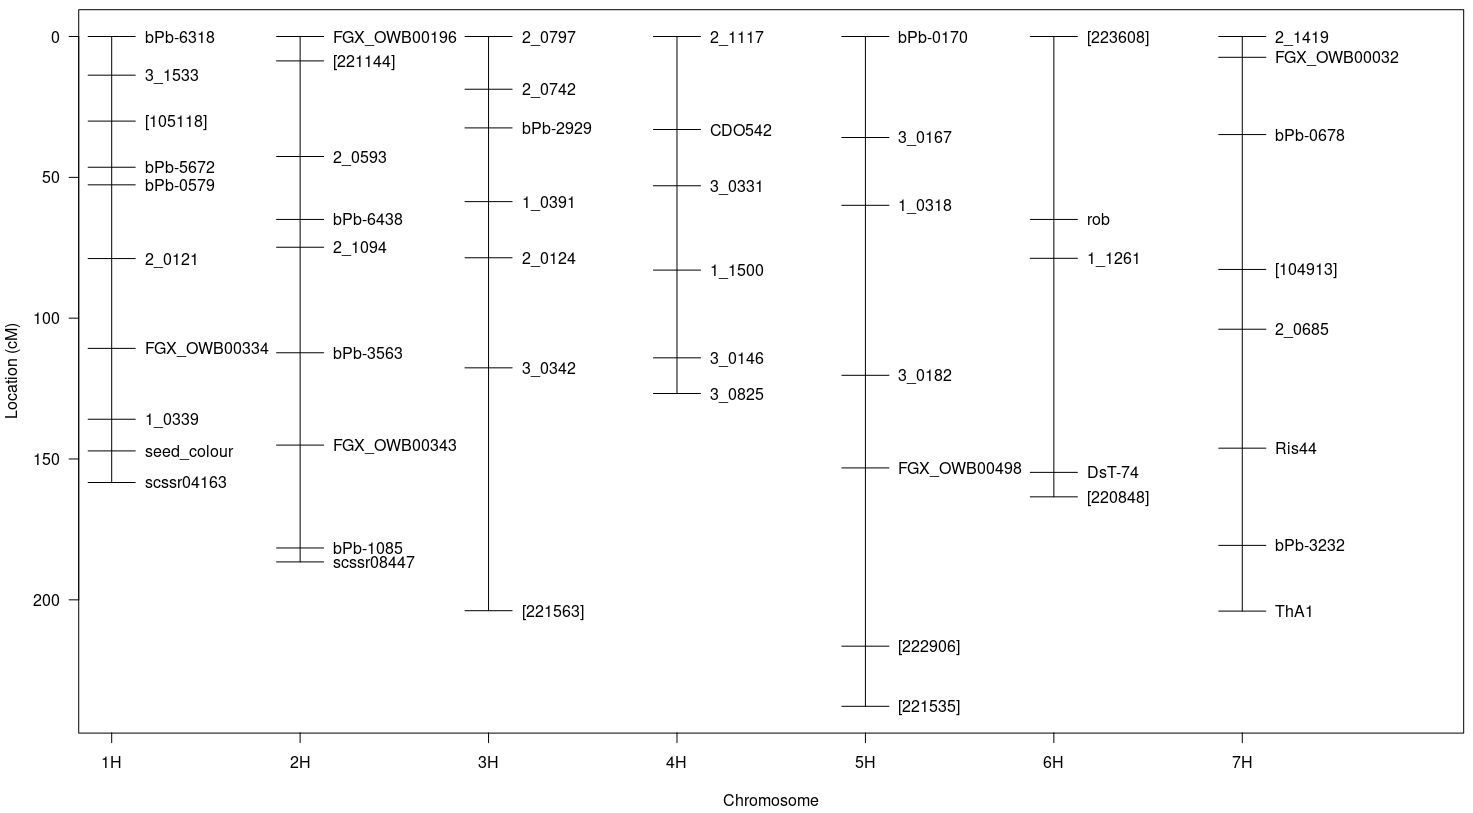 0
50
100
150
200
Location (cM)
bPb-6318
3_1533
[105118]
bPb-5672
bPb-0579
2_0121
FGX_OWB00334
1_0339
seed_colour
scssr04163
FGX_OWB00196
[221144]
2_0593
bPb-6438
2_1094
bPb-3563
FGX_OWB00343
bPb-1085
scssr08447
2_0797
2_0742
bPb-2929
1_0391
2_0124
3_0342
[221563]
2_1117
CDO542
3_0331
1_1500
3_0146
3_0825
bPb-0170
3_0167
1_0318
3_0182
FGX_OWB00498
[222906]
[221535]
[223608]
rob
1_1261
DsT-74
[220848]
2_1419
FGX_OWB00032
bPb-0678
[104913]
2_0685
Ris44
bPb-3232
ThA1
1H 2H 3H 4H 5H 6H 7H
Chromosome